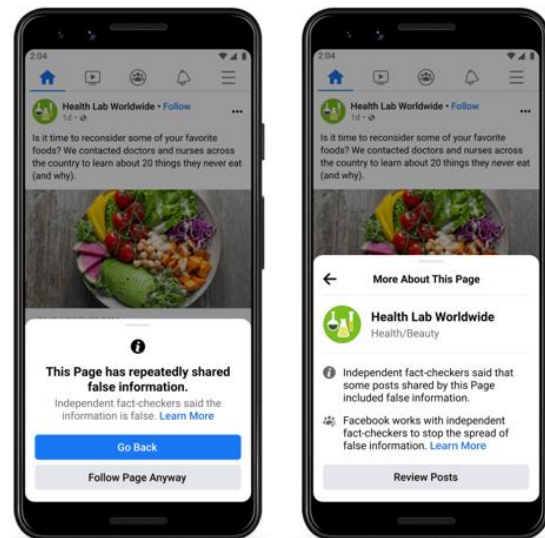 2:04
Health Lab Worldwide • Follow
1d •
Is it time to reconsider some of your favorite
foods? We contacted doctors and nurses across
the country to learn about 20 things they never eat
(and why).
This Page has repeatedly shared
false information.
Independent fact-checkers said the
information is false. Learn More
Go Back
Follow Page Anyway
2:04
Health Lab Worldwide • Follow
1d •
Is it time to reconsider some of your favorite
foods? We contacted doctors and nurses across
the country to learn about 20 things they never eat
(and why).
More About This Page
Health Lab Worldwide
Health/Beauty
Independent fact-checkers said that
some posts shared by this Page
included false information.
Facebook works with independent
fact-checkers to stop the spread of
false information. Learn More
Review Posts